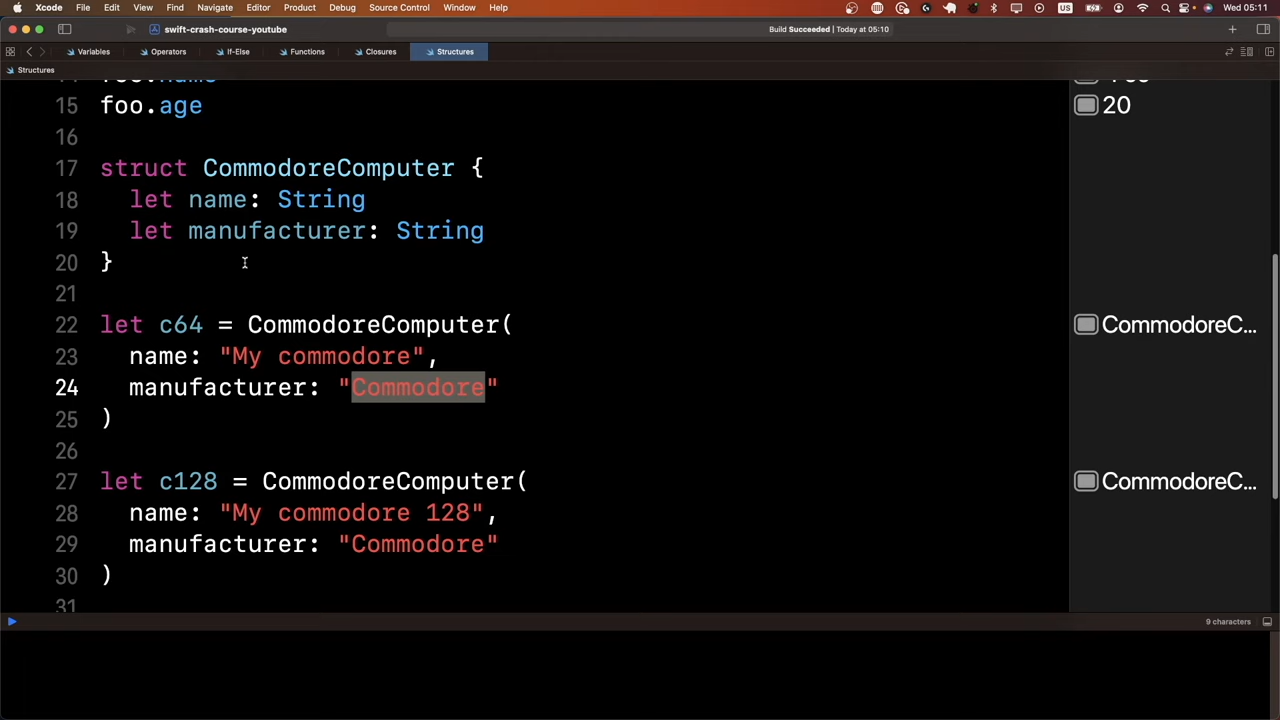 Xcode File Edit View Find Navigate Editor Product Debug Source Control Window Help Wed 05:11
swift-crash-course-youtube Build Succeeded | Today at 05:10
Variables Operators If-Else Functions Closures Structures
Structures
foo.name
15 foo.age 20
16
17 struct CommodoreComputer {
18 let name: String
19 let manufacturer: String
20 }
21
22 let c64 = CommodoreComputer( CommodoreC...
23 name: "My commodore",
24 manufacturer: "Commodore"
25 )
26
27 let c128 = CommodoreComputer( CommodoreC...
28 name: "My commodore 128",
29 manufacturer: "Commodore"
30 )
31
9 characters